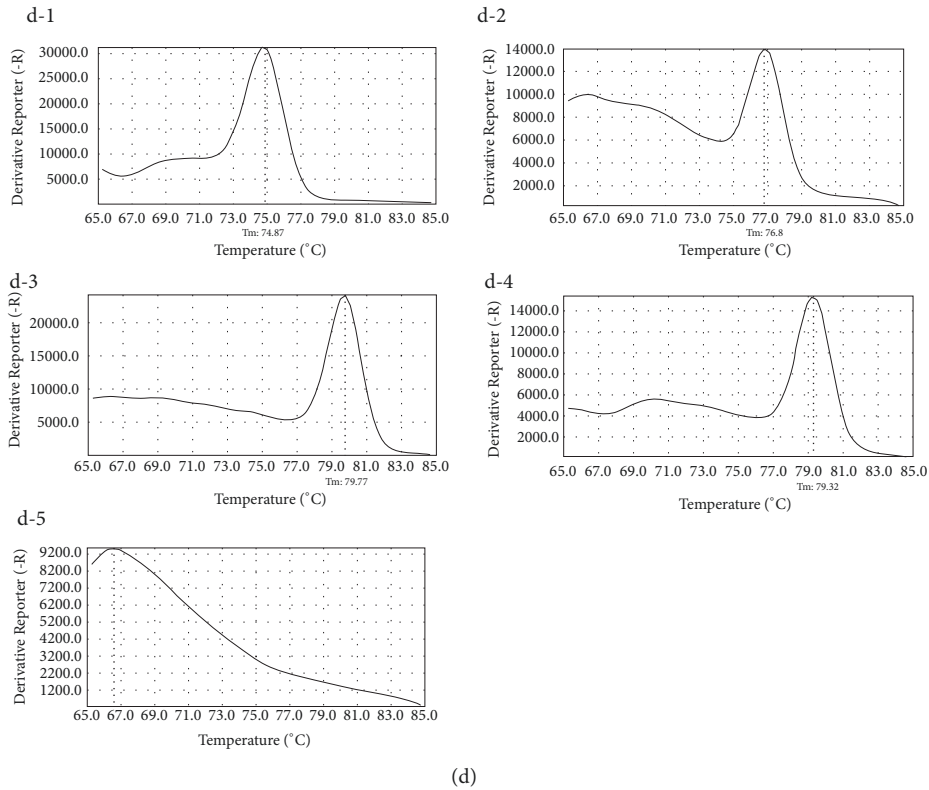 d-1
Derivative Reporter (-R)
30000.0
25000.0
20000.0
15000.0
10000.0
5000.0
65.0 67.0 69.0 71.0 73.0 75.0 77.0 79.0 81.0 83.0 85.0
Tm: 74.87
Temperature (°C)
d-2
Derivative Reporter (-R)
14000.0
12000.0
10000.0
8000.0
6000.0
4000.0
2000.0
65.0 67.0 69.0 71.0 73.0 75.0 77.0 79.0 81.0 83.0 85.0
Tm: 76.8
Temperature (°C)
d-3
Derivative Reporter (-R)
20000.0
15000.0
10000.0
5000.0
65.0 67.0 69.0 71.0 73.0 75.0 77.0 79.0 81.0 83.0 85.0
Tm: 79.77
Temperature (°C)
d-4
Derivative Reporter (-R)
14000.0
12000.0
10000.0
8000.0
6000.0
4000.0
2000.0
65.0 67.0 69.0 71.0 73.0 75.0 77.0 79.0 81.0 83.0 85.0
Tm: 79.32
Temperature (°C)
d-5
Derivative Reporter (-R)
9200.0
8200.0
7200.0
6200.0
5200.0
4200.0
3200.0
2200.0
1200.0
65.0 67.0 69.0 71.0 73.0 75.0 77.0 79.0 81.0 83.0 85.0
Temperature (°C)
(d)